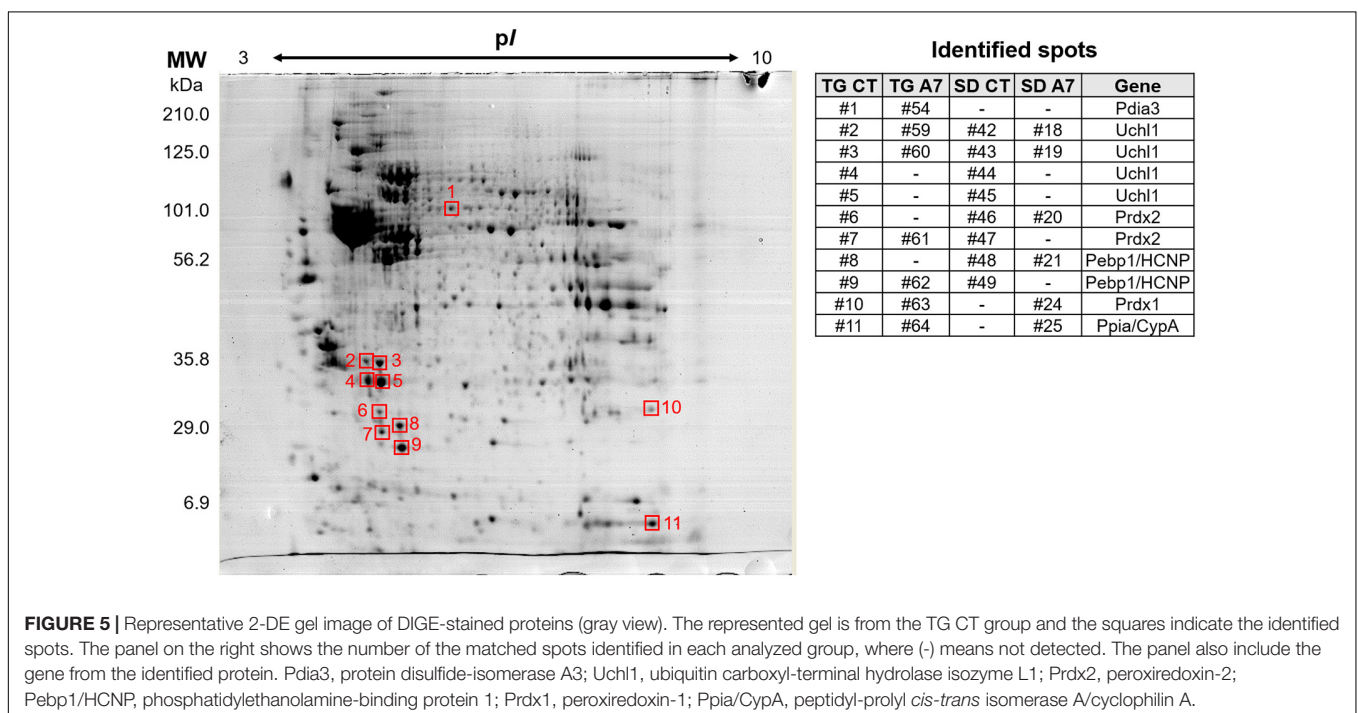 pI
MW
3
10
kDa
210.0
125.0
101.0
56.2
35.8
29.0
6.9
1
2
3
4
5
6
7
8
9
10
11
Identified spots
TG CT TG A7 SD CT SD A7 Gene
#1 #54 - - Pdia3
#2 #59 #42 #18 Uchl1
#3 #60 #43 #19 Uchl1
#4 - #44 - Uchl1
#5 - #45 - Uchl1
#6 - #46 #20 Prdx2
#7 #61 #47 - Prdx2
#8 - #48 #21 Pebp1/HCNP
#9 #62 #49 - Pebp1/HCNP
#10 #63 - #24 Prdx1
#11 #64 - #25 Ppia/CypA
FIGURE 5 | Representative 2-DE gel image of DIGE-stained proteins (gray view). The represented gel is from the TG CT group and the squares indicate the identified
spots. The panel on the right shows the number of the matched spots identified in each analyzed group, where (-) means not detected. The panel also include the
gene from the identified protein. Pdia3, protein disulfide-isomerase A3; Uchl1, ubiquitin carboxyl-terminal hydrolase isozyme L1; Prdx2, peroxiredoxin-2;
Pebp1/HCNP, phosphatidylethanolamine-binding protein 1; Prdx1, peroxiredoxin-1; Ppia/CypA, peptidyl-prolyl cis-trans isomerase A/cyclophilin A.